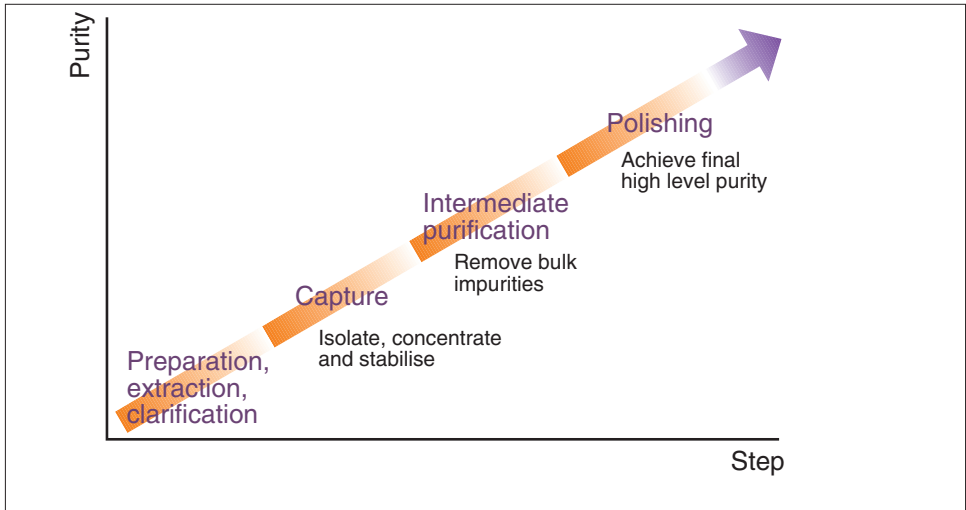 Purity
Polishing
Achieve final
high level purity
Intermediate
purification
Remove bulk
impurities
Capture
Isolate, concentrate
and stabilise
Preparation,
extraction,
clarification
Step